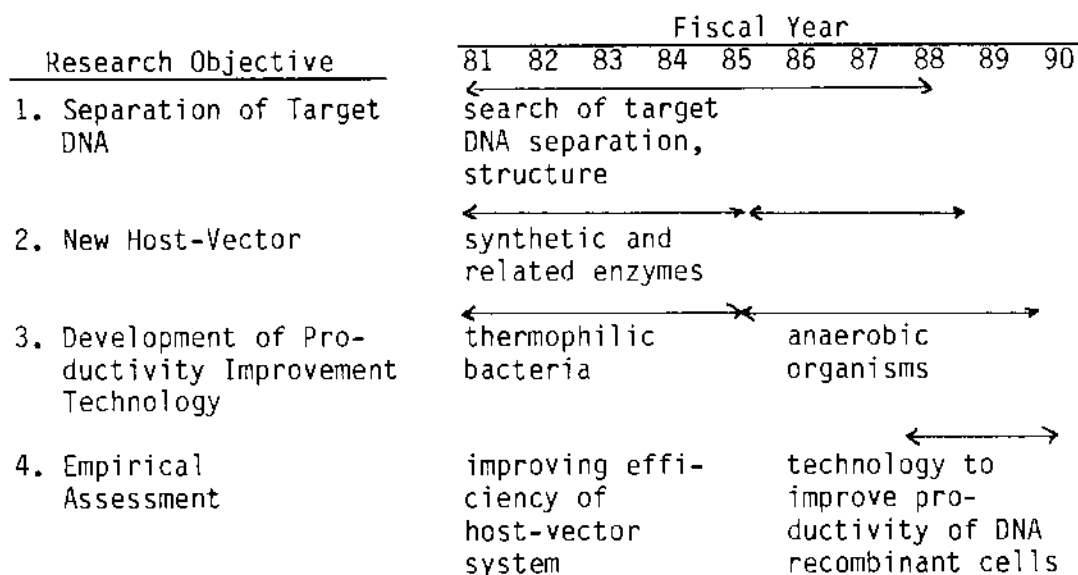 Fiscal Year
Research Objective 81 82 83 84 85 86 87 88 89 90
1. Separation of Target search of target
DNA DNA separation,
structure
2. New Host-Vector synthetic and
related enzymes
3. Development of Pro- thermophilic anaerobic
ductivity Improvement bacteria organisms
Technology
4. Empirical improving effi- technology to
Assessment ciency of improve pro-
host-vector ductivity of DNA
system recombinant cells